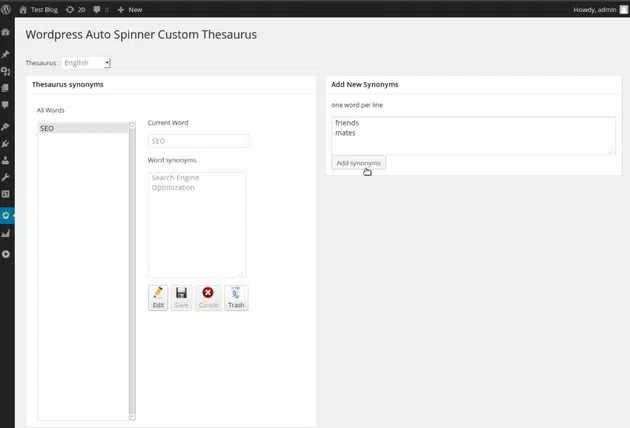 Test Blog 20 0 New Howdy, admin
Wordpress Auto Spinner Custom Thesaurus
Thesaurus : English
Thesaurus synonyms
All Words
SEO
Current Word
SEO
Word synonyms
Search Engine
Optimization
Edit Save Cancle Trash
Add New Synonyms
one word per line
friends
mates
Add synonyms